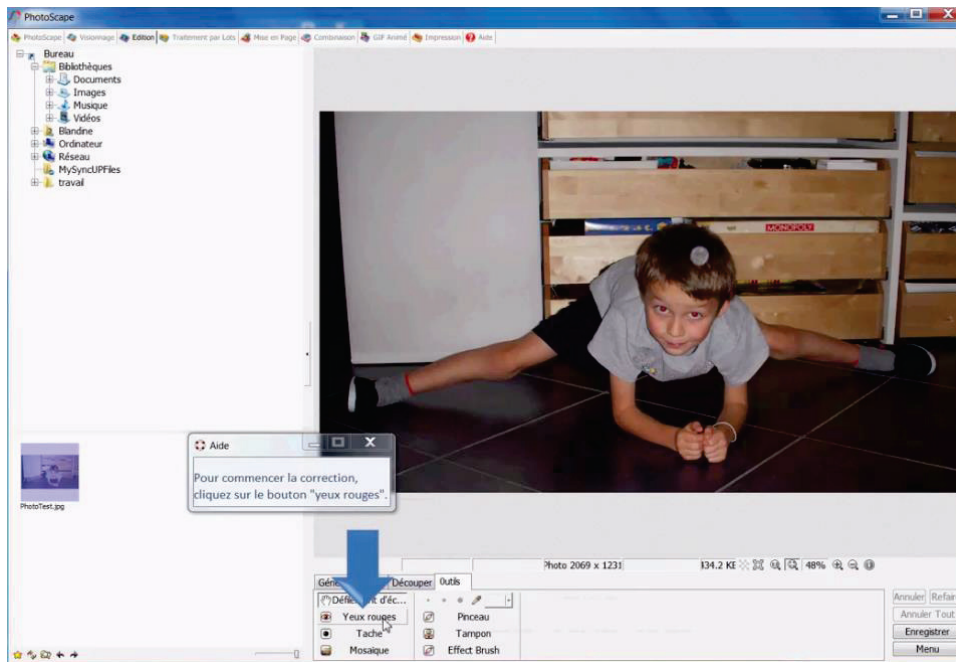 PhotoScape
PhotoScape Visionnage Edition Traitement par Lots Mise en Page Combinaison GIF Animé Impression Aide
Bureau
Bibliothèques
Documents
Images
Musique
Vidéos
Blandine
Ordinateur
Réseau
MySyncUPFiles
travail
MONOPOLY
Aide
Pour commencer la correction,
cliquez sur le bouton "yeux rouges".
PhotoTest.jpg
Photo 2069 x 1231 48%
Découper Outils
Yeux rouges Pinceau
Tache Tampon
Mosaïque Effect Brush
Annuler Refair
Annuler Tout
Enregistrer
Menu